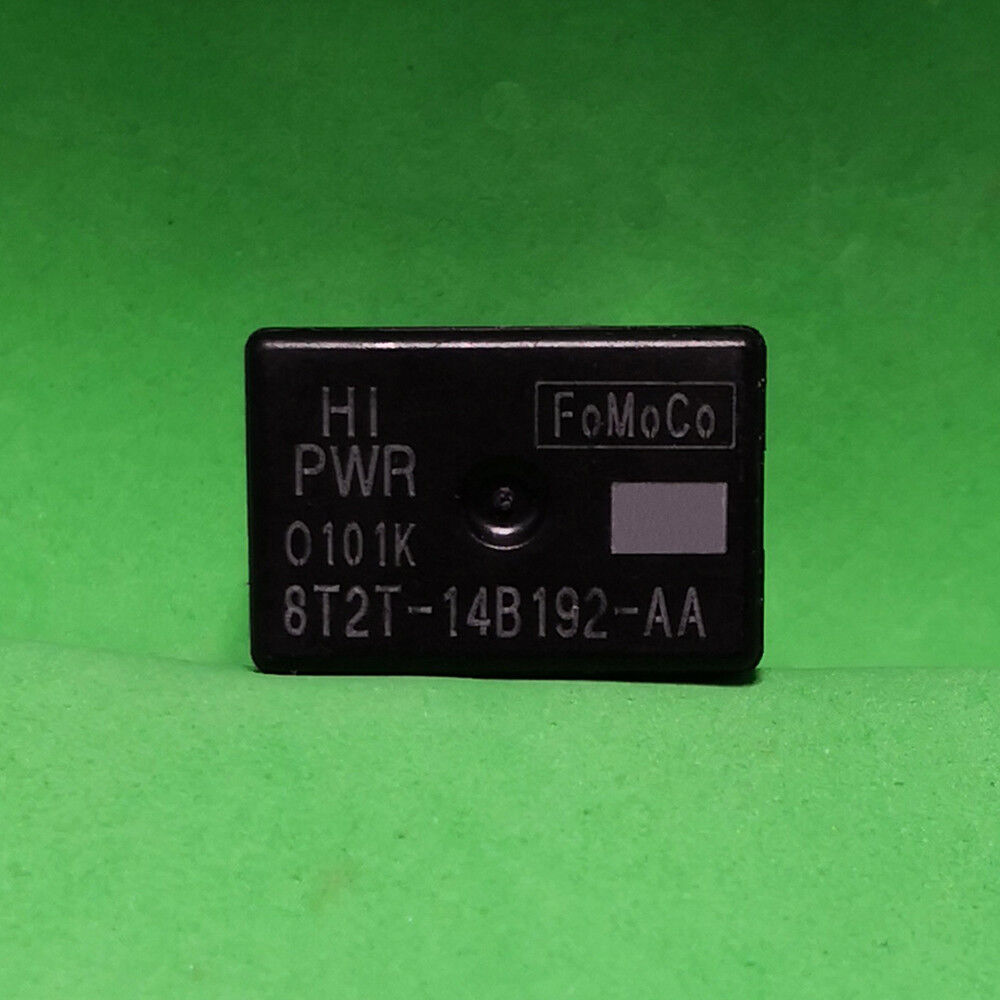 HI
FoMoCo
PWR
0101K
8T2T-14B192-AA